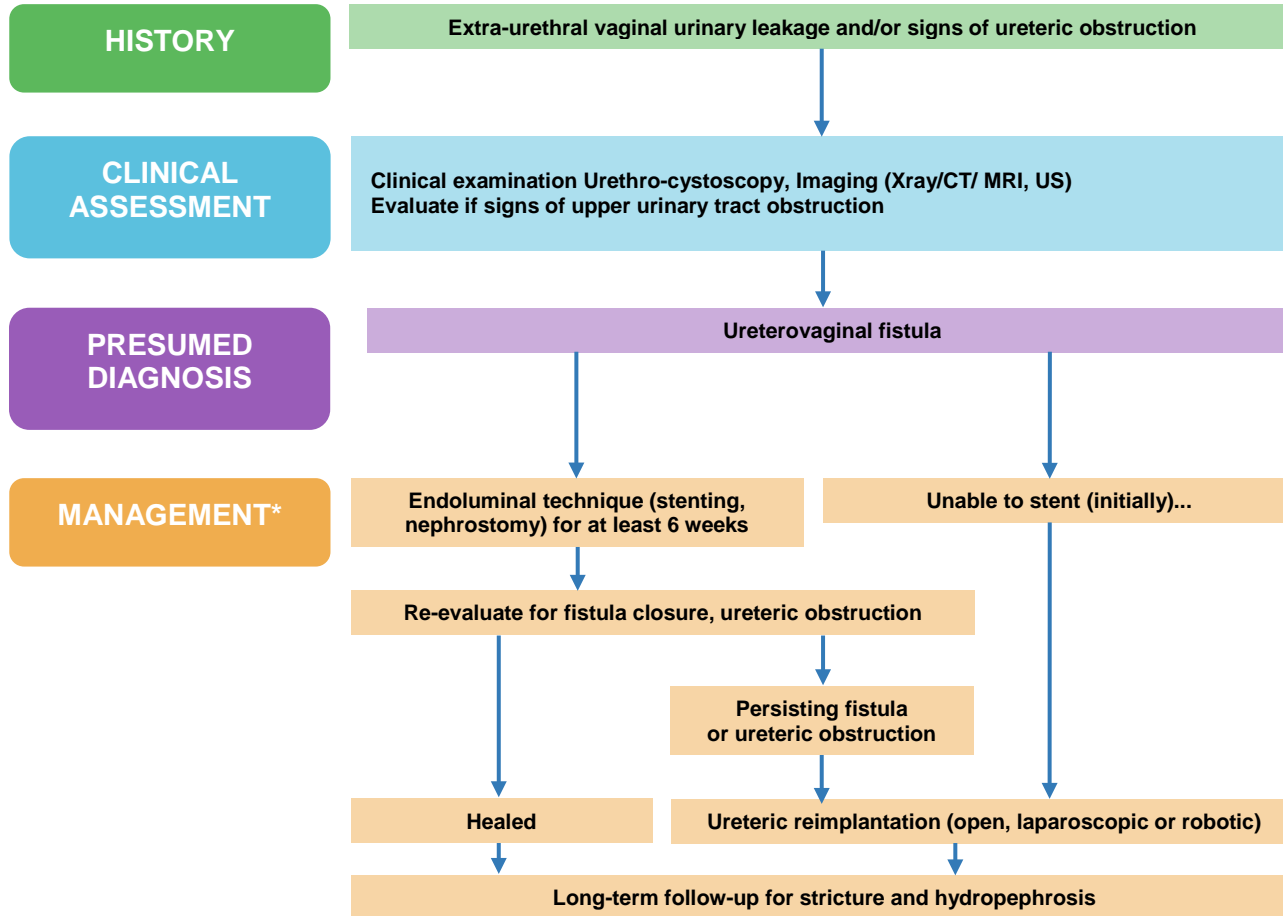 HISTORY
Extra-urethral vaginal urinary leakage and/or signs of ureteric obstruction
CLINICAL
ASSESSMENT
Clinical examination Urethro-cystoscopy, Imaging (Xray/CT/ MRI, US)
Evaluate if signs of upper urinary tract obstruction
PRESUMED
DIAGNOSIS
Ureterovaginal fistula
MANAGEMENT*
Endoluminal technique (stenting,
nephrostomy) for at least 6 weeks
Unable to stent (initially)...
Re-evaluate for fistula closure, ureteric obstruction
Persisting fistula
or ureteric obstruction
Healed
Ureteric reimplantation (open, laparoscopic or robotic)
Long-term follow-up for stricture and hydropephrosis